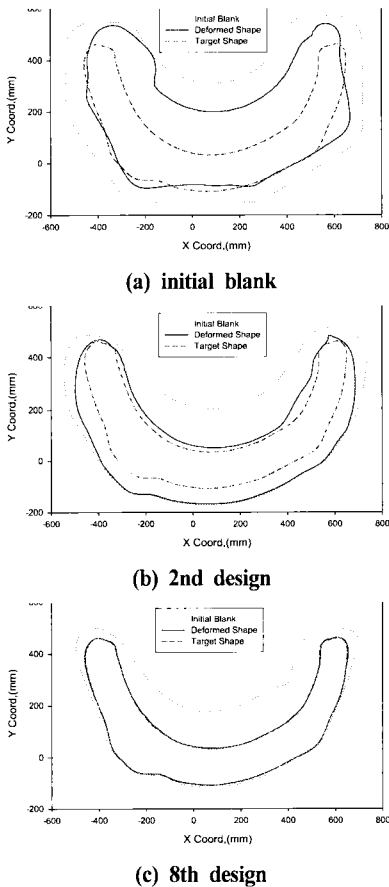 Initial Blank
Deformed Shape
Target Shape
400
200
0
-200
Y Coord,(mm)
-600 -400 -200 0 200 400 600 800
X Coord,(mm)
(a) initial blank
Initial Blank
Deformed Shape
Target Shape
400
200
0
-200
Y Coord,(mm)
-600 -400 -200 0 200 400 600 800
X Coord,(mm)
(b) 2nd design
Initial Blank
Deformed Shape
Target Shape
400
200
0
-200
Y Coord,(mm)
-600 -400 -200 0 200 400 600 800
X Coord,(mm)
(c) 8th design